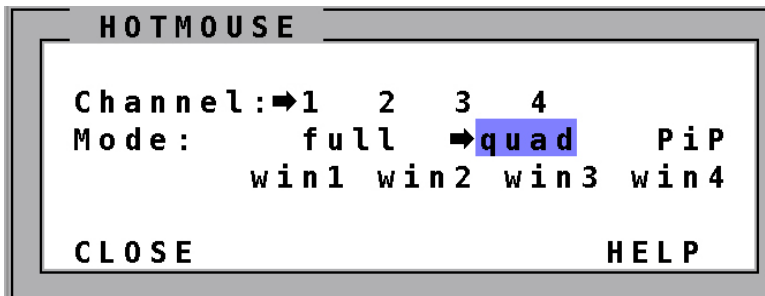 HOTMOUSE
Channel:➡1 2 3 4
Mode: full ➡quad PiP
win1 win2 win3 win4
CLOSE HELP